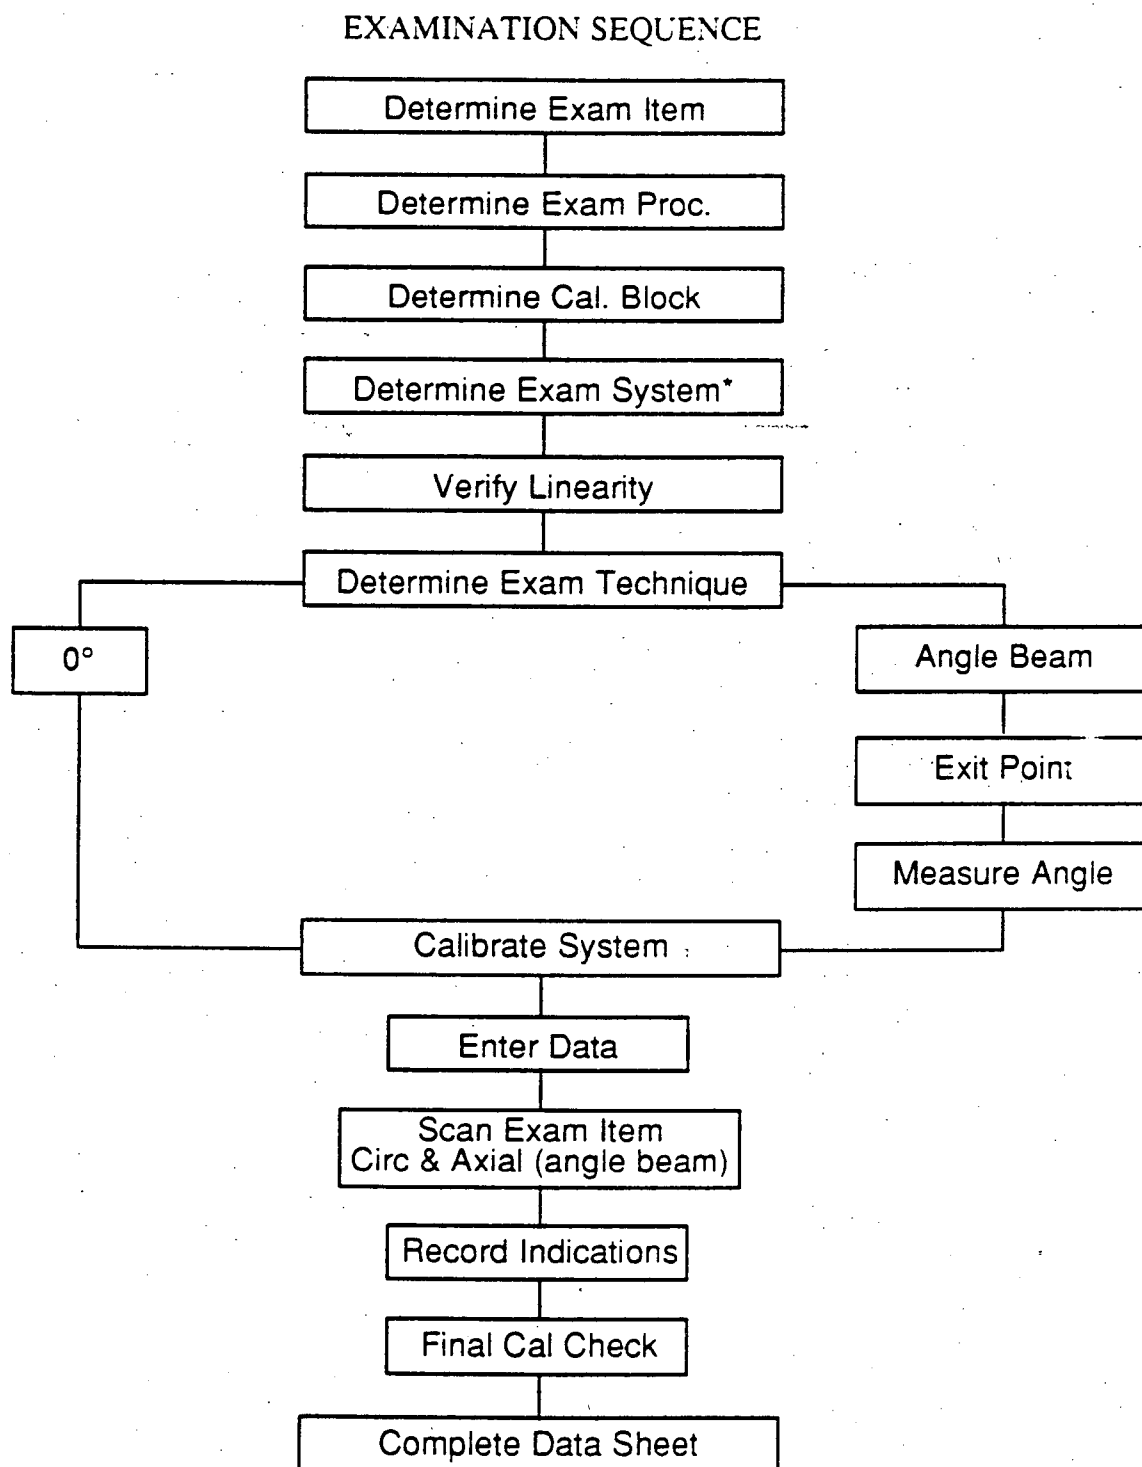 EXAMINATION SEQUENCE
Determine Exam Item
Determine Exam Proc.
Determine Cal. Block
Determine Exam System*
Verify Linearity
Determine Exam Technique
0°
Angle Beam
Exit Point
Measure Angle
Calibrate System
Enter Data
Scan Exam Item
Circ & Axial (angle beam)
Record Indications
Final Cal Check
Complete Data Sheet